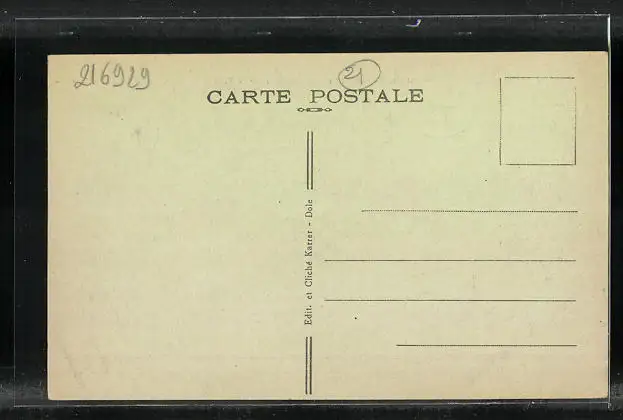 216929
21
CARTE POSTALE
Edit. et Cliché Karrer - Dole